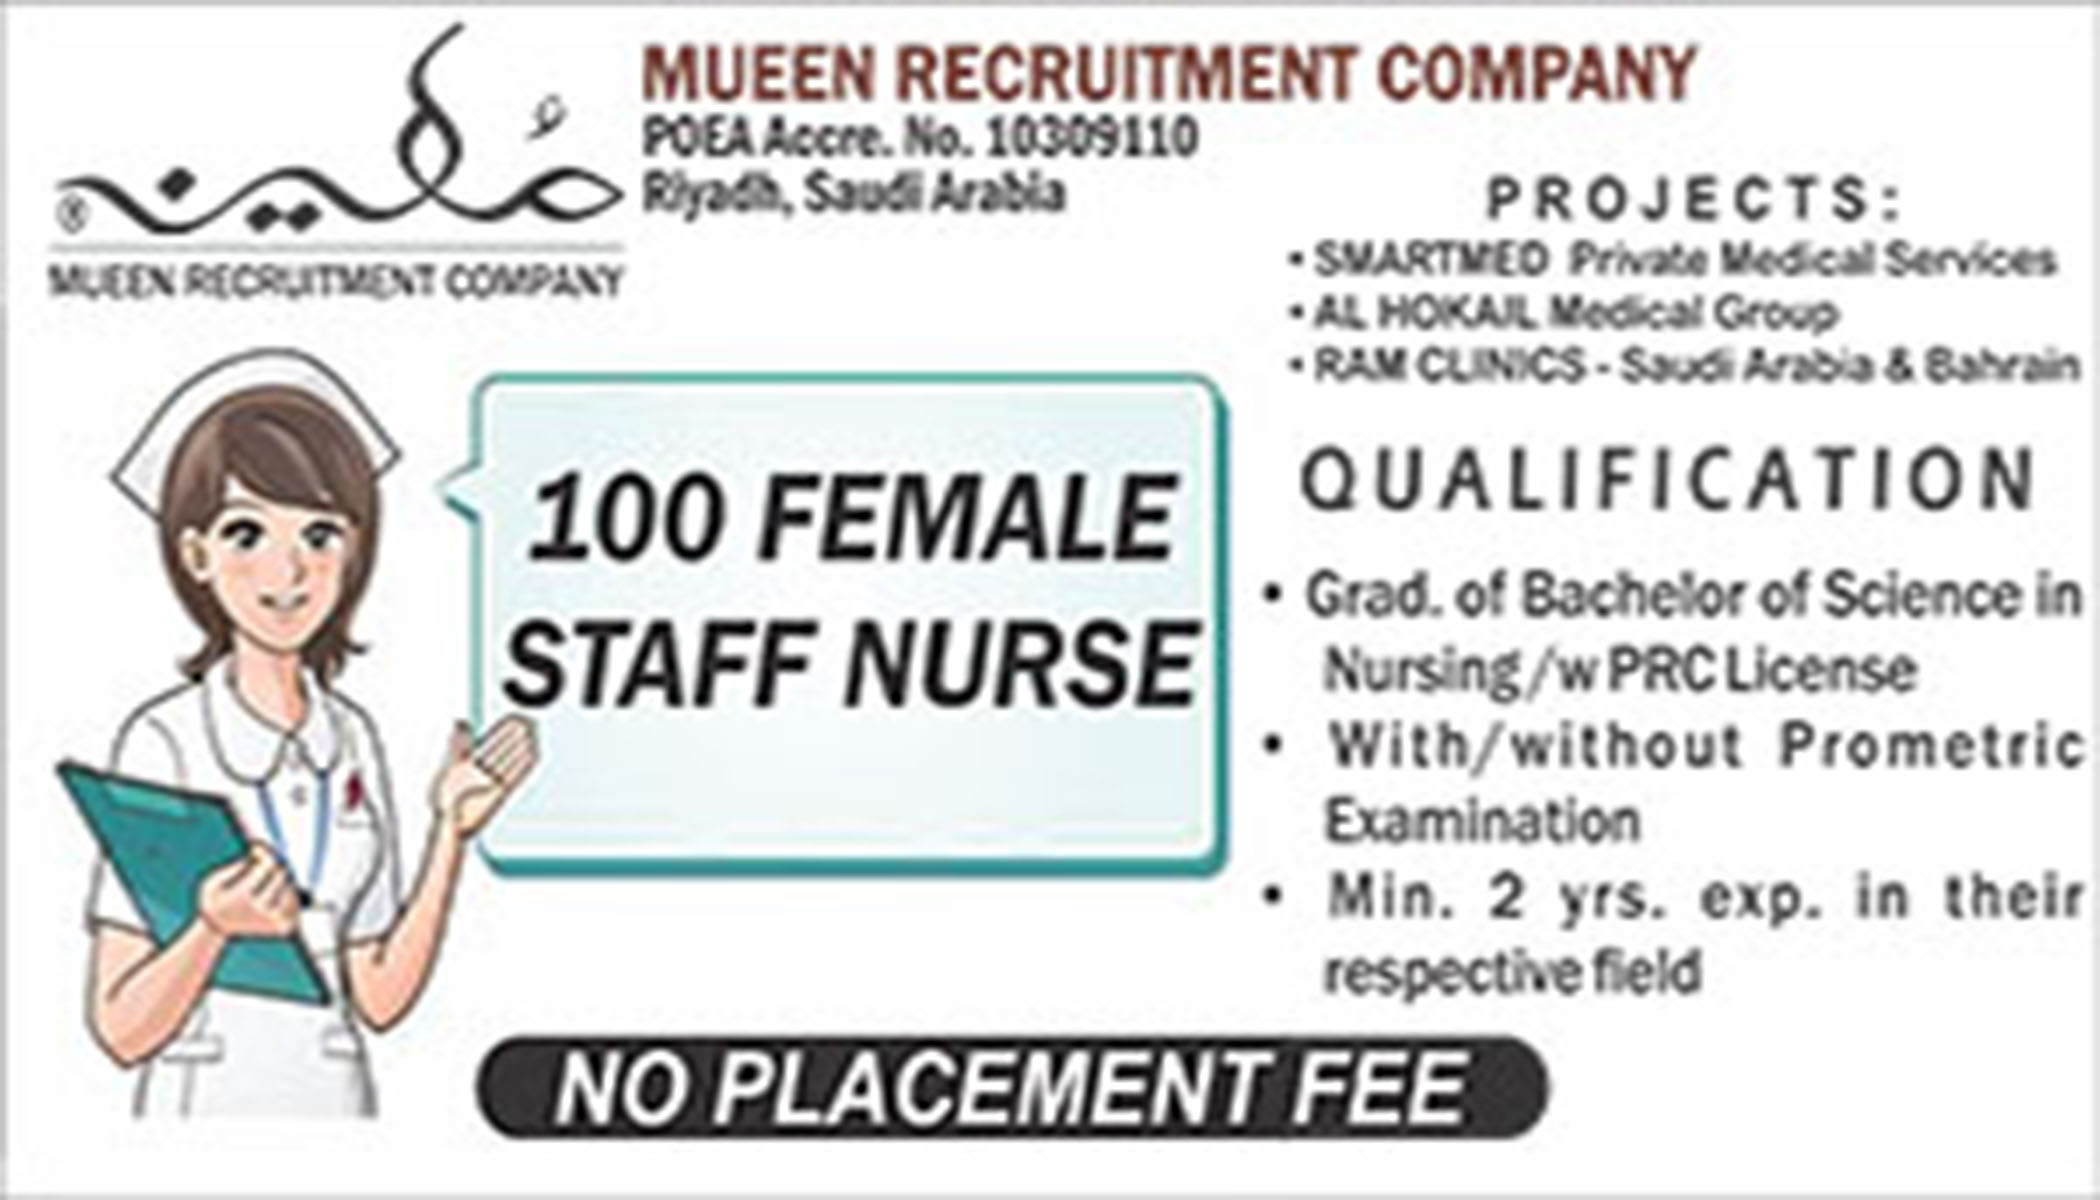 مُكين
®
MUEEN RECRUITMENT COMPANY
MUEEN RECRUITMENT COMPANY
POEA Accre. No. 10309110
Riyadh, Saudi Arabia
PROJECTS:
• SMARTMED Private Medical Services
• AL HOKAIL Medical Group
• RAM CLINICS - Saudi Arabia & Bahrain
100 FEMALE
STAFF NURSE
QUALIFICATION
• Grad. of Bachelor of Science in
Nursing /w PRC License
• With/without Prometric
Examination
• Min. 2 yrs. exp. in their
respective field
NO PLACEMENT FEE